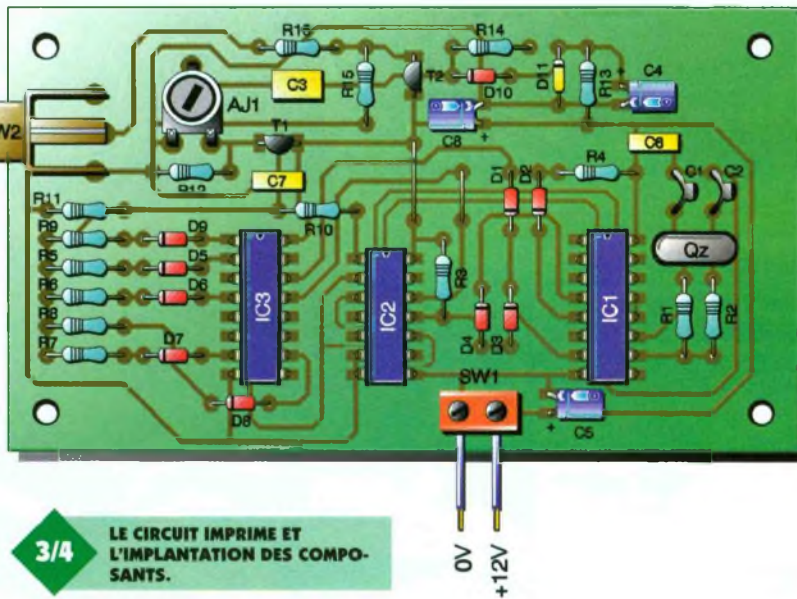 R16
R14
AJ1
C3
R15
T2
D10
D11
R13
C4
C8
T1
C6
R12
C7
D1
D2
R4
C1
C2
R11
R9
D9
R10
Qz
R5
D5
IC3
R3
R6
D6
IC2
IC1
R8
D4
D3
R1
R2
R7
D7
D8
SW1
C5
0V
+12V
3/4
LE CIRCUIT IMPRIME ET
L'IMPLANTATION DES COMPO-
SANTS.